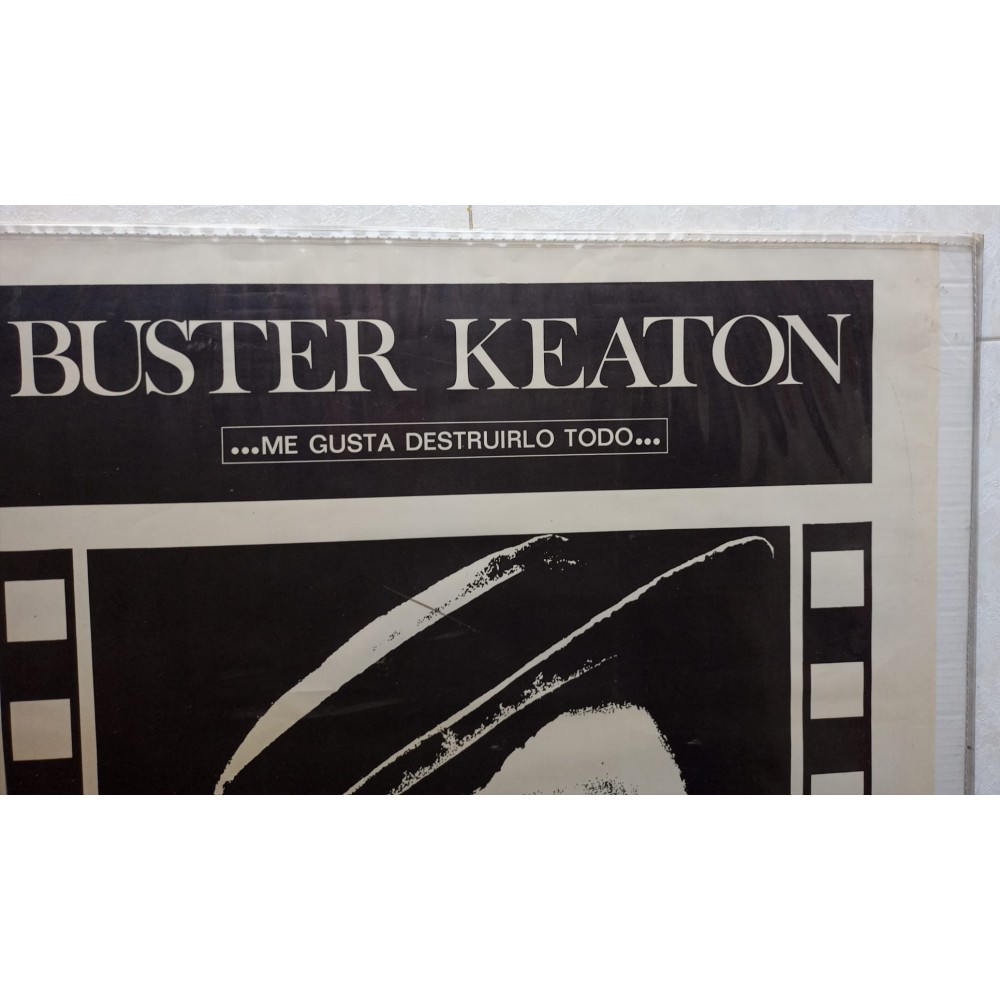 BUSTER KEATON
...ME GUSTA DESTRUIRLO TODO...